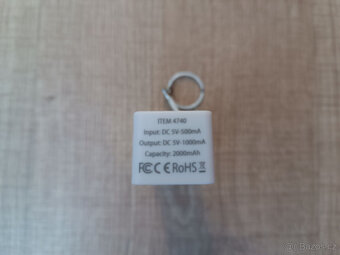 ITEM 4740
Input: DC 5V-500mA
Output: DC 5V-1000mA
Capacity: 2000mAh
FC CE RoHS
Bazos.cz